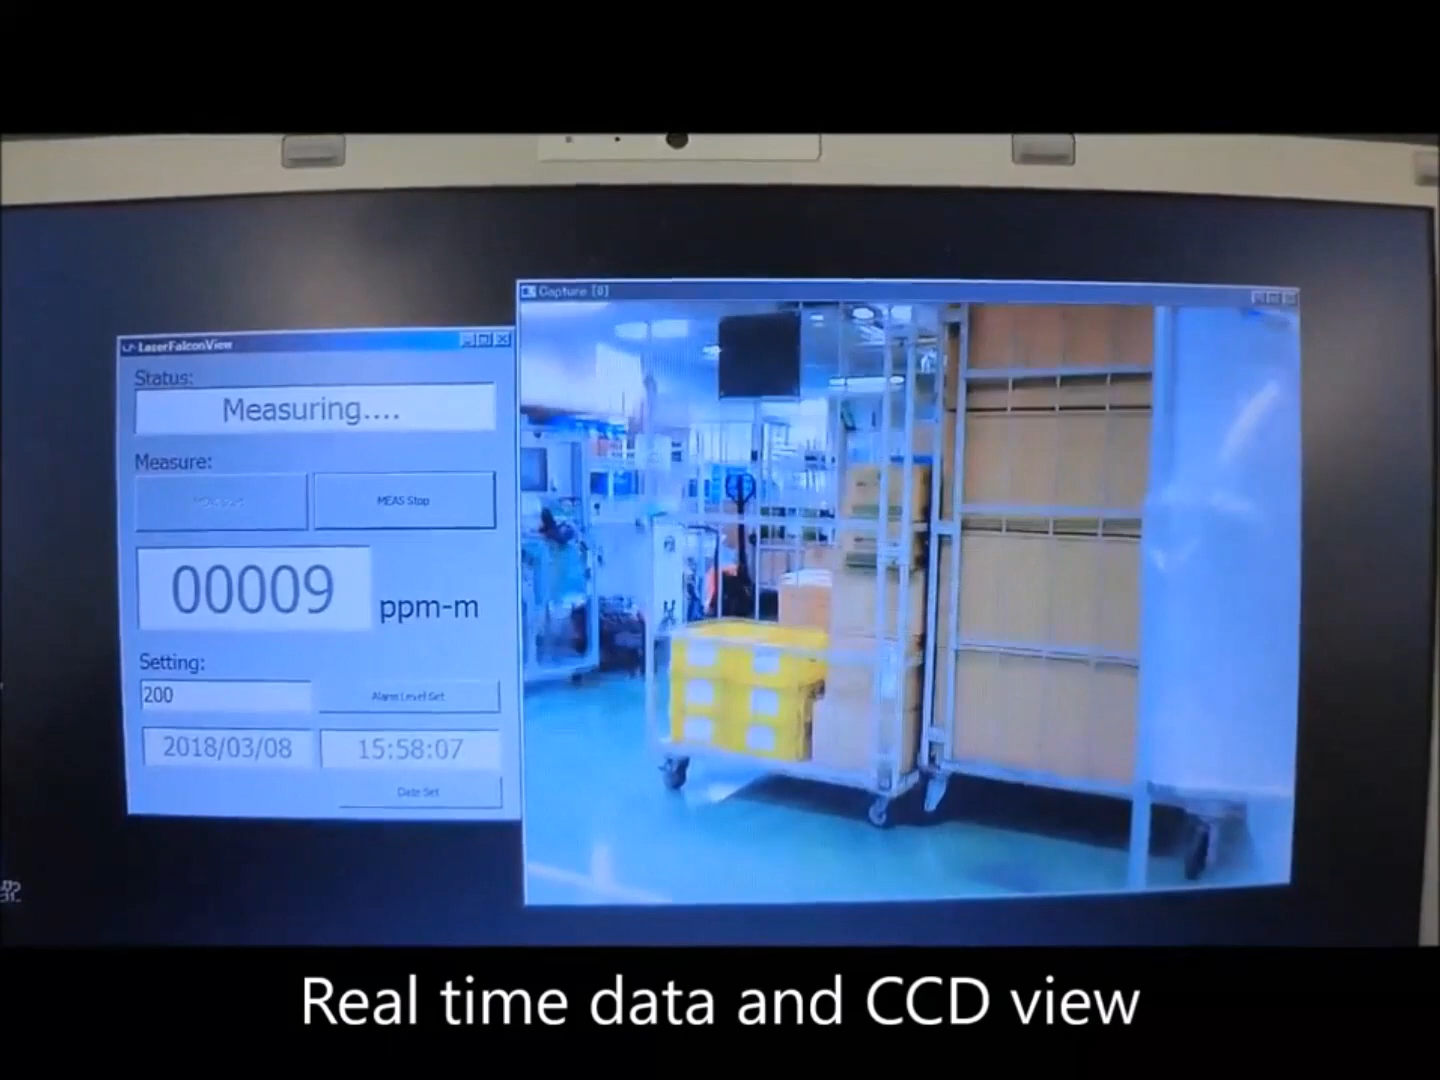 LaserFalconView
Status:
Measuring....
Measure:
MEAS Stop
00009
ppm-m
Setting:
200
Alarm Level Set
2018/03/08
15:58:07
Date Set
Capture [0]
Real time data and CCD view